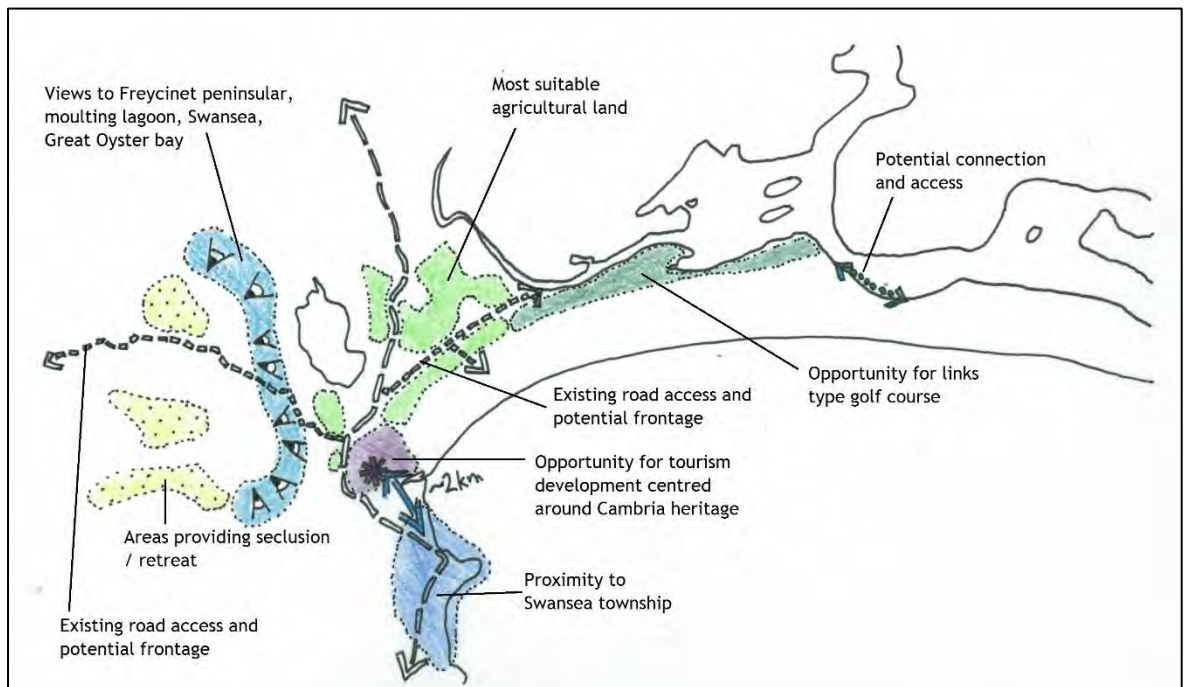 Views to Freycinet peninsular,
moulting lagoon, Swansea,
Great Oyster bay
Most suitable
agricultural land
Potential connection
and access
Opportunity for links
type golf course
Existing road access and
potential frontage
Opportunity for tourism
development centred
around Cambria heritage
~2km
Areas providing seclusion
/ retreat
Proximity to
Swansea township
Existing road access and
potential frontage